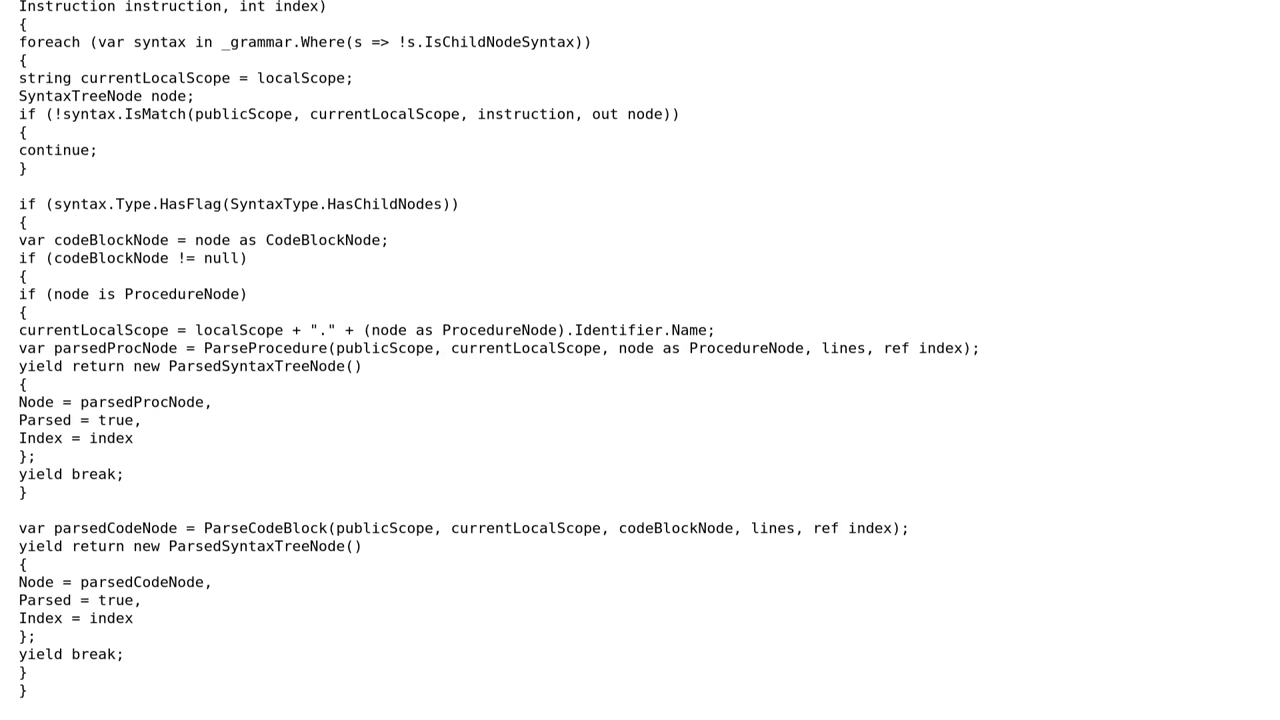 Instruction instruction, int index)
{
foreach (var syntax in _grammar.Where(s => !s.IsChildNodeSyntax))
{
string currentLocalScope = localScope;
SyntaxTreeNode node;
if (!syntax.IsMatch(publicScope, currentLocalScope, instruction, out node))
{
continue;
}

if (syntax.Type.HasFlag(SyntaxType.HasChildNodes))
{
var codeBlockNode = node as CodeBlockNode;
if (codeBlockNode != null)
{
if (node is ProcedureNode)
{
currentLocalScope = localScope + "." + (node as ProcedureNode).Identifier.Name;
var parsedProcNode = ParseProcedure(publicScope, currentLocalScope, node as ProcedureNode, lines, ref index);
yield return new ParsedSyntaxTreeNode()
{
Node = parsedProcNode,
Parsed = true,
Index = index
};
yield break;
}

var parsedCodeNode = ParseCodeBlock(publicScope, currentLocalScope, codeBlockNode, lines, ref index);
yield return new ParsedSyntaxTreeNode()
{
Node = parsedCodeNode,
Parsed = true,
Index = index
};
yield break;
}
}